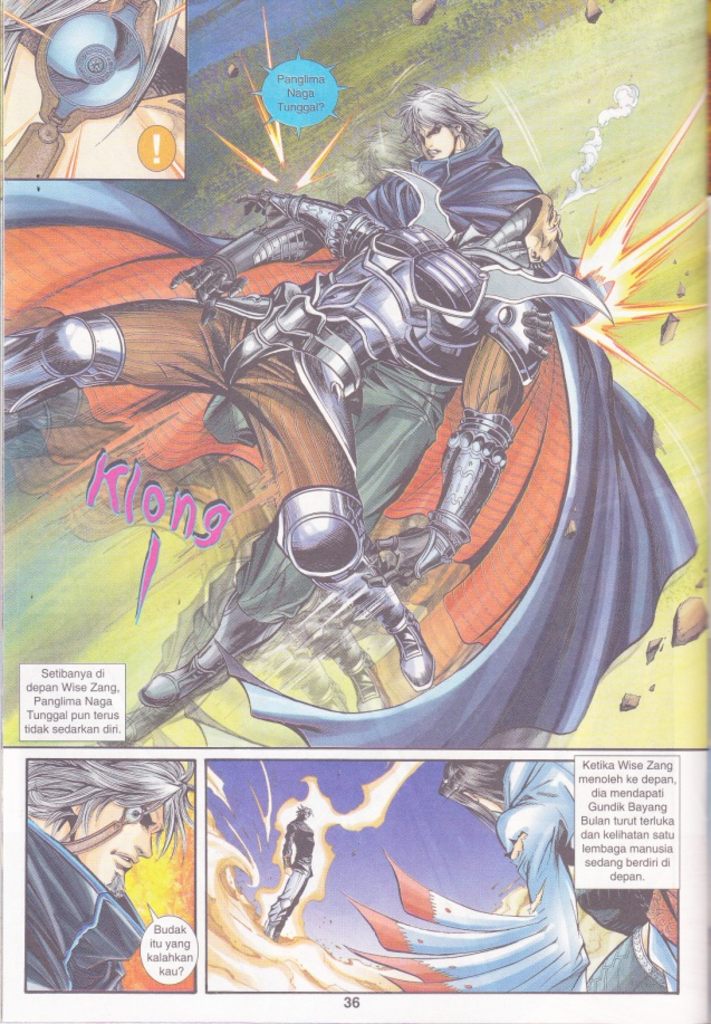 !
Panglima
Naga
Tunggal?
Klong
!
Setibanya di
depan Wise Zang,
Panglima Naga
Tunggal pun terus
tidak sedarkan diri.
Budak
itu yang
kalahkan
kau?
Ketika Wise Zang
menoleh ke depan,
dia mendapati
Gundik Bayang
Bulan turut terluka
dan kelihatan satu
lembaga manusia
sedang berdiri di
depan.
36